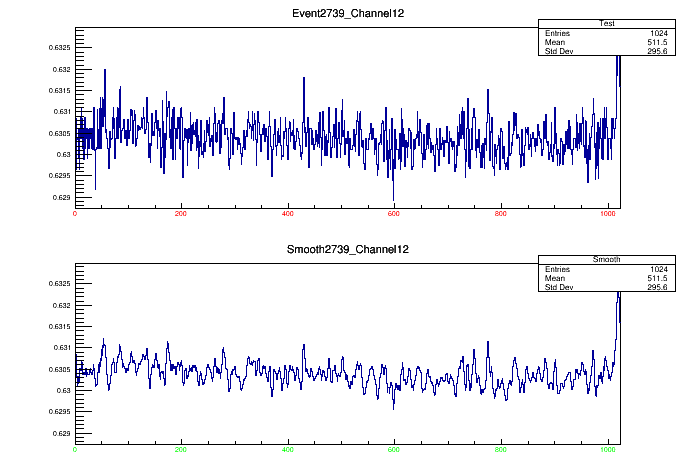 Event2739_Channel12
Test
Entries 1024
Mean 511.5
Std Dev 295.6
0.6325
0.632
0.6315
0.631
0.6305
0.63
0.6295
0.629
0 200 400 600 800 1000
Smooth2739_Channel12
Smooth
Entries 1024
Mean 511.5
Std Dev 295.6
0.6325
0.632
0.6315
0.631
0.6305
0.63
0.6295
0.629
0 200 400 600 800 1000